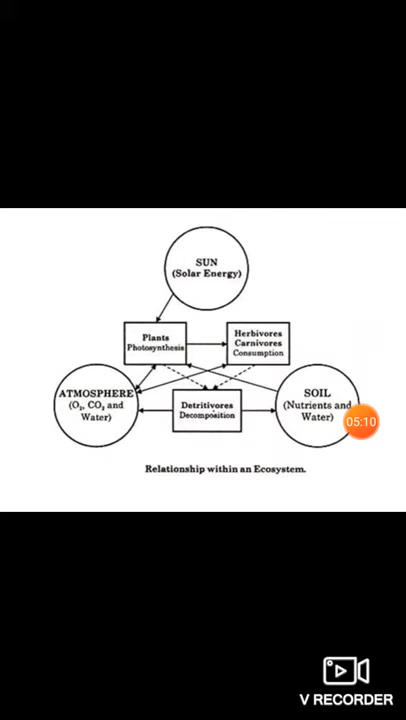 SUN
(Solar Energy)
Plants
Photosynthesis
Herbivores
Carnivores
Consumption
ATMOSPHERE
(O₂, CO₂ and
Water)
Detritivores
Decomposition
SOIL
(Nutrients and
Water)
05:10
Relationship within an Ecosystem.
V RECORDER